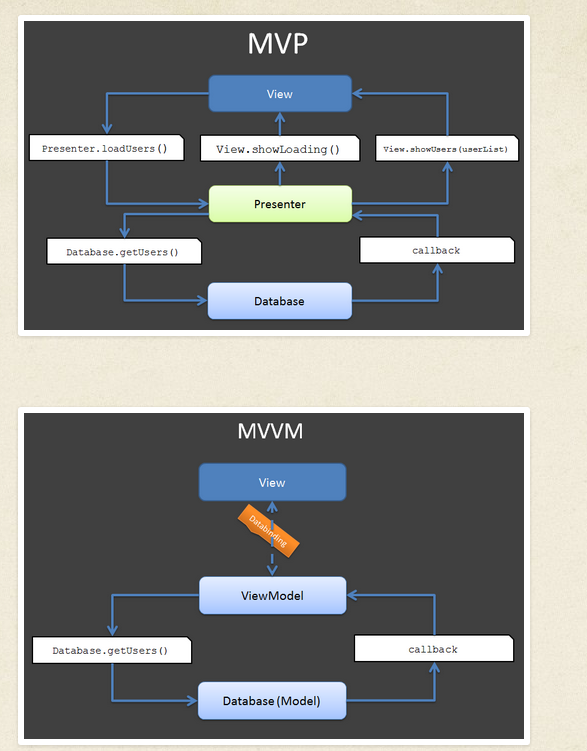 MVP
View
Presenter.loadUsers()
View.showLoading()
View.showUsers(userList)
Presenter
Database.getUsers()
callback
Database
MVVM
View
Databinding
ViewModel
Database.getUsers()
callback
Database(Model)